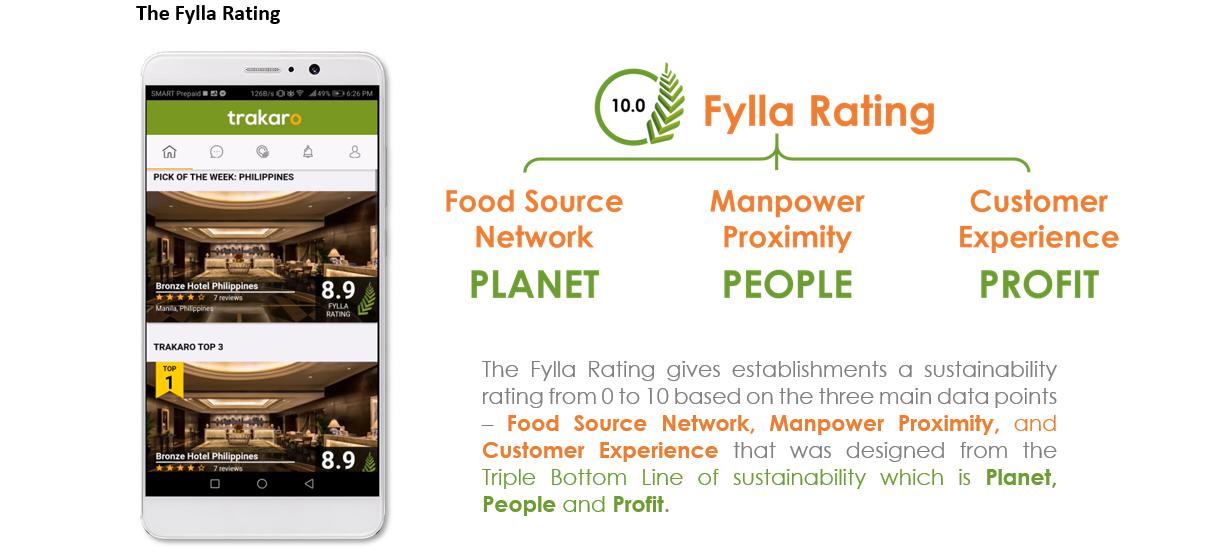 The Fylla Rating
SMART Prepaid 126B/s 49% 6:26 PM
trakaro
PICK OF THE WEEK: PHILIPPINES
Bronze Hotel Philippines
7 reviews
Manila, Philippines
8.9
FYLLA
RATING
TRAKARO TOP 3
TOP
1
Bronze Hotel Philippines
7 reviews
8.9
10.0
Fylla Rating
Food Source
Network
PLANET
Manpower
Proximity
PEOPLE
Customer
Experience
PROFIT
The Fylla Rating gives establishments a sustainability
rating from 0 to 10 based on the three main data points
– Food Source Network, Manpower Proximity, and
Customer Experience that was designed from the
Triple Bottom Line of sustainability which is Planet,
People and Profit.